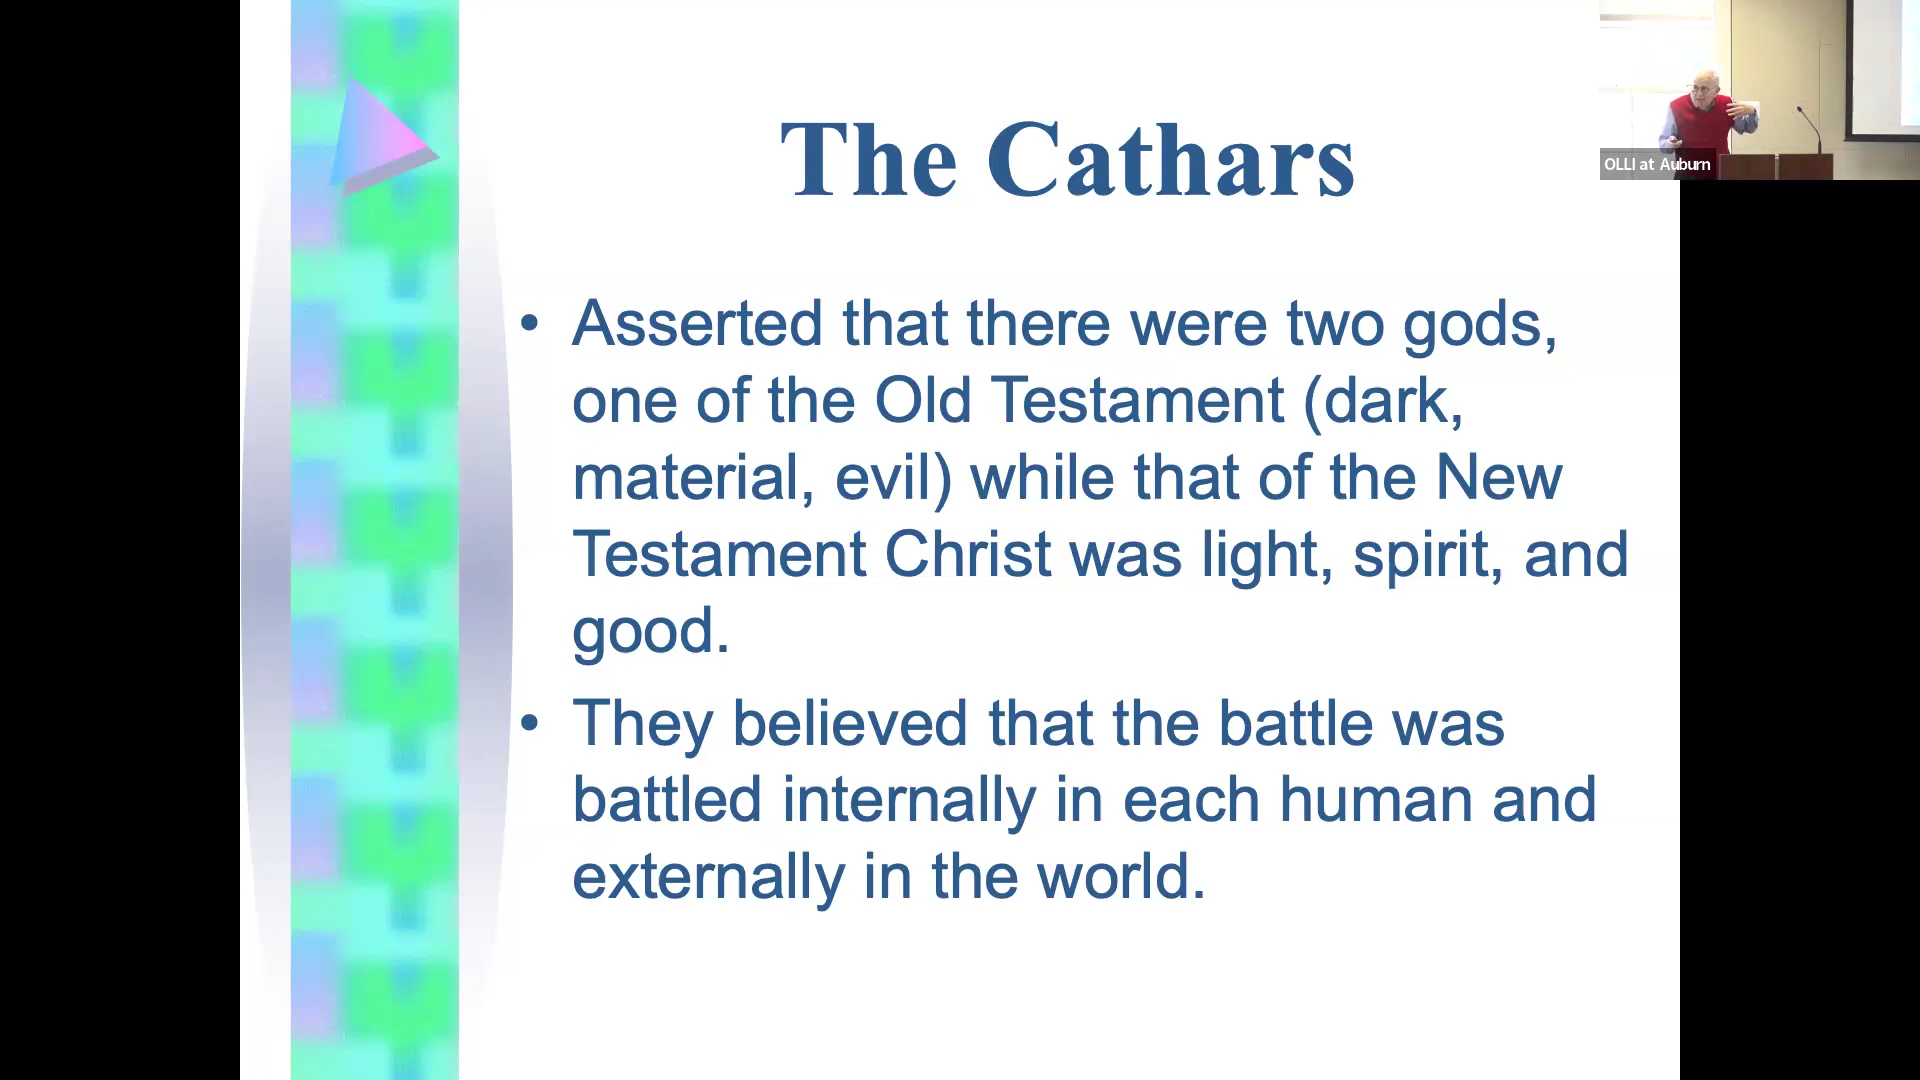 The Cathars
OLLI at Auburn
• Asserted that there were two gods,
one of the Old Testament (dark,
material, evil) while that of the New
Testament Christ was light, spirit, and
good.
• They believed that the battle was
battled internally in each human and
externally in the world.